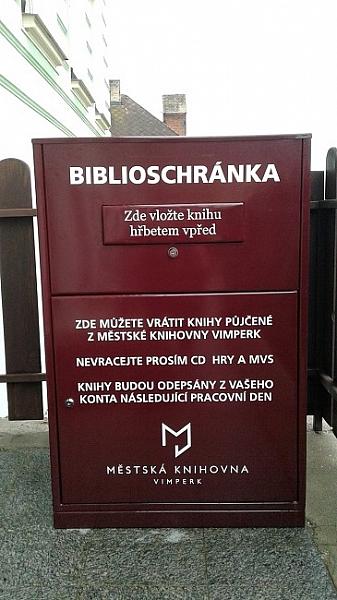 BIBLIOSCHRÁNKA
Zde vložte knihu
hřbetem vpřed
ZDE MŮŽETE VRÁTIT KNIHY PŮJČENÉ
Z MĚSTSKÉ KNIHOVNY VIMPERK
NEVRACEJTE PROSÍM CD HRY A MVS
KNIHY BUDOU ODEPSÁNY Z VAŠEHO
KONTA NÁSLEDUJÍCÍ PRACOVNÍ DEN
MĚSTSKÁ KNIHOVNA
VIMPERK